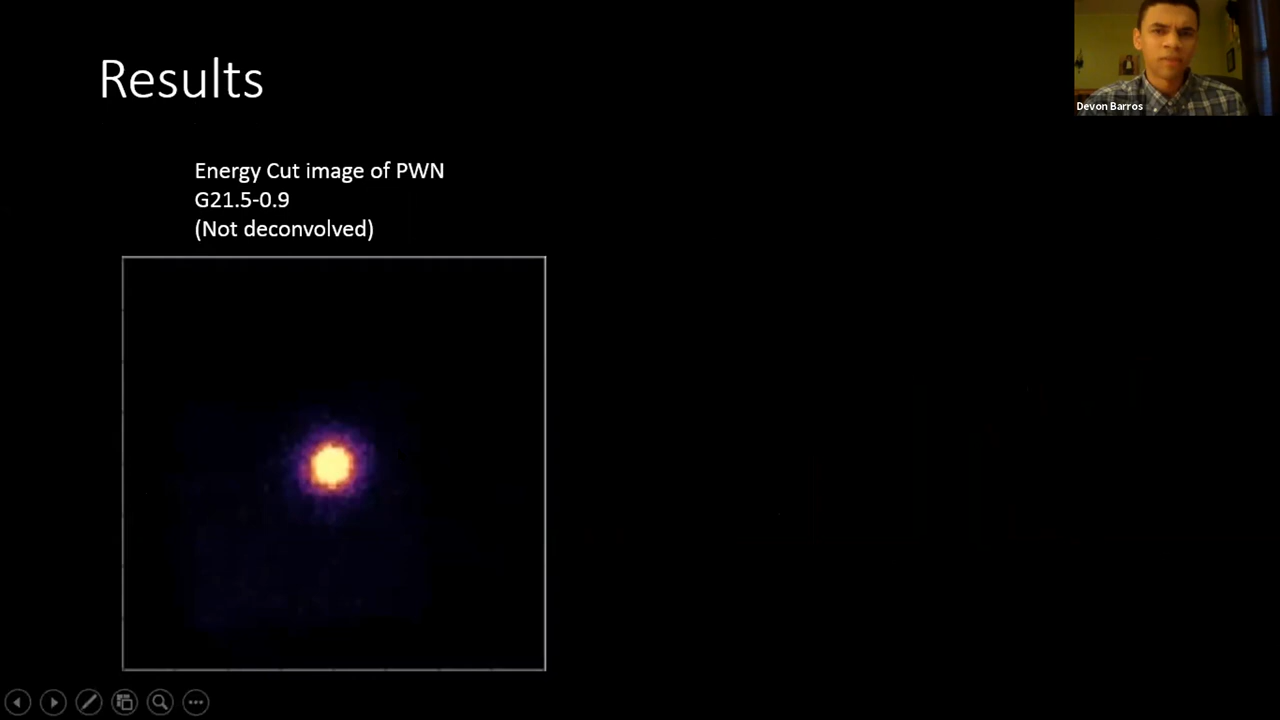 Results
Devon Barros
Energy Cut image of PWN
G21.5-0.9
(Not deconvolved)